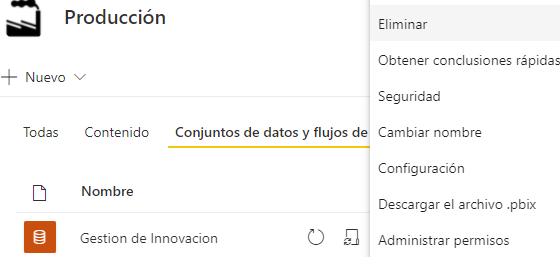 Producción
Nuevo
Todas
Contenido
Conjuntos de datos y flujos de
Nombre
Gestion de Innovacion
Eliminar
Obtener conclusiones rápidas
Seguridad
Cambiar nombre
Configuración
Descargar el archivo .pbix
Administrar permisos